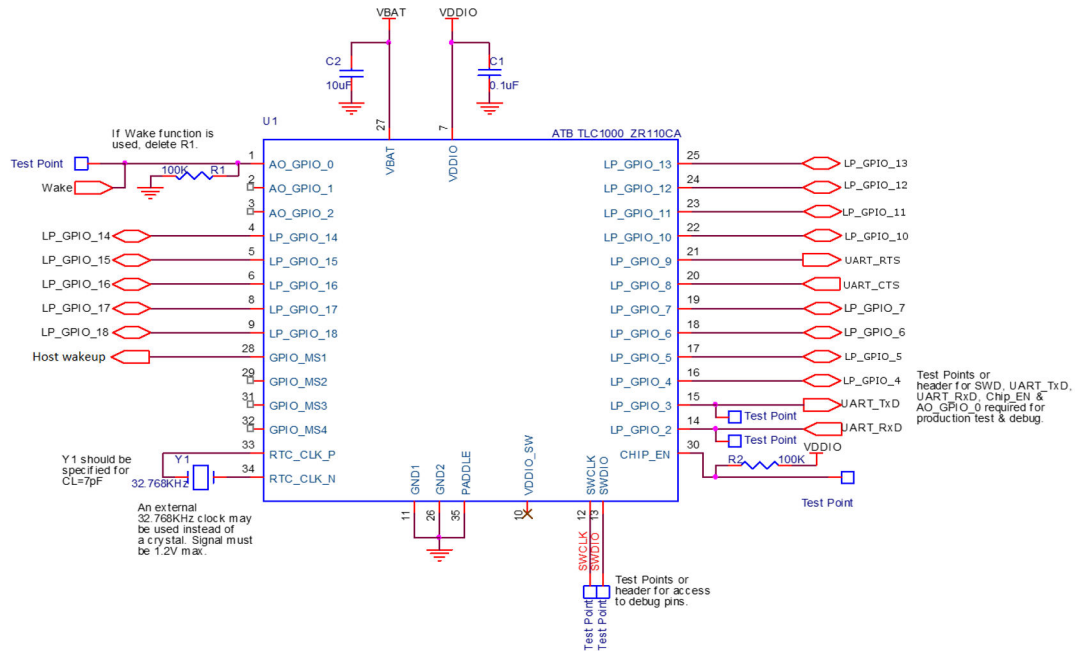 VBAT VDDIO
C2 C1
10uF 0.1uF
U1
27 7
ATB TLC1000_ZR110CA
VBAT VDDIO
If Wake function is
used, delete R1.
Test Point 1 AO_GPIO_0
100K R1
Wake 2 AO_GPIO_1
3 AO_GPIO_2
LP_GPIO_14 4 LP_GPIO_14
LP_GPIO_15 5 LP_GPIO_15
LP_GPIO_16 6 LP_GPIO_16
LP_GPIO_17 8 LP_GPIO_17
LP_GPIO_18 9 LP_GPIO_18
Host wakeup 28 GPIO_MS1
29 GPIO_MS2
31 GPIO_MS3
32 GPIO_MS4
33 RTC_CLK_P
34 RTC_CLK_N
Y1 should be
specified for
CL=7pF
Y1
32.768KHz
An external
32.768KHz clock may
be used instead of
a crystal. Signal must
be 1.2V max.
LP_GPIO_13 25 LP_GPIO_13
LP_GPIO_12 24 LP_GPIO_12
LP_GPIO_11 23 LP_GPIO_11
LP_GPIO_10 22 LP_GPIO_10
LP_GPIO_9 21 UART_RTS
LP_GPIO_8 20 UART_CTS
LP_GPIO_7 19 LP_GPIO_7
LP_GPIO_6 18 LP_GPIO_6
LP_GPIO_5 17 LP_GPIO_5
LP_GPIO_4 16 LP_GPIO_4
LP_GPIO_3 15 UART_TxD
Test Point
LP_GPIO_2 14 UART_RxD
Test Point
CHIP_EN 30
VDDIO
R2 100K
Test Point
Test Points or
header for SWD, UART_TxD,
UART_RxD, Chip_EN &
AO_GPIO_0 required for
production test & debug.
GND1 GND2 PADDLE VDDIO_SW SWCLK SWDIO
11 26 35 10 12 13
SWCLK SWDIO
Test Point Test Point
Test Points or
header for access
to debug pins.